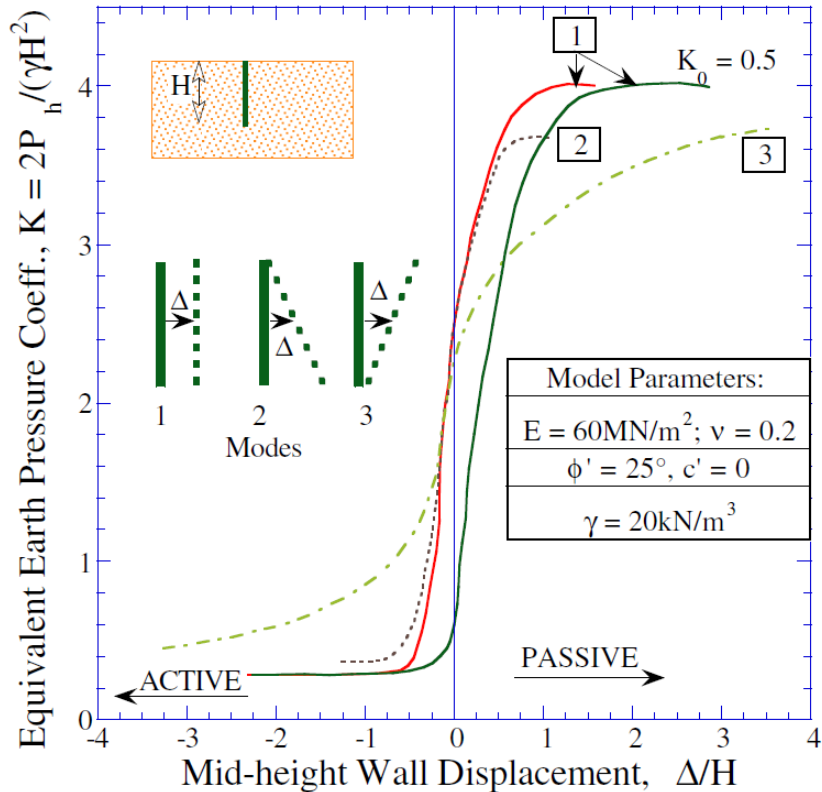 Equivalent Earth Pressure Coeff., K = 2P_h/(γH²)
4
3
2
1
0
H
1
K₀ = 0.5
2
3
Δ
Δ
Δ
1
2
3
Modes
Model Parameters:
E = 60MN/m²; ν = 0.2
ϕ' = 25°, c' = 0
γ = 20kN/m³
ACTIVE
PASSIVE
-4
-3
-2
-1
0
1
2
3
4
Mid-height Wall Displacement, Δ/H